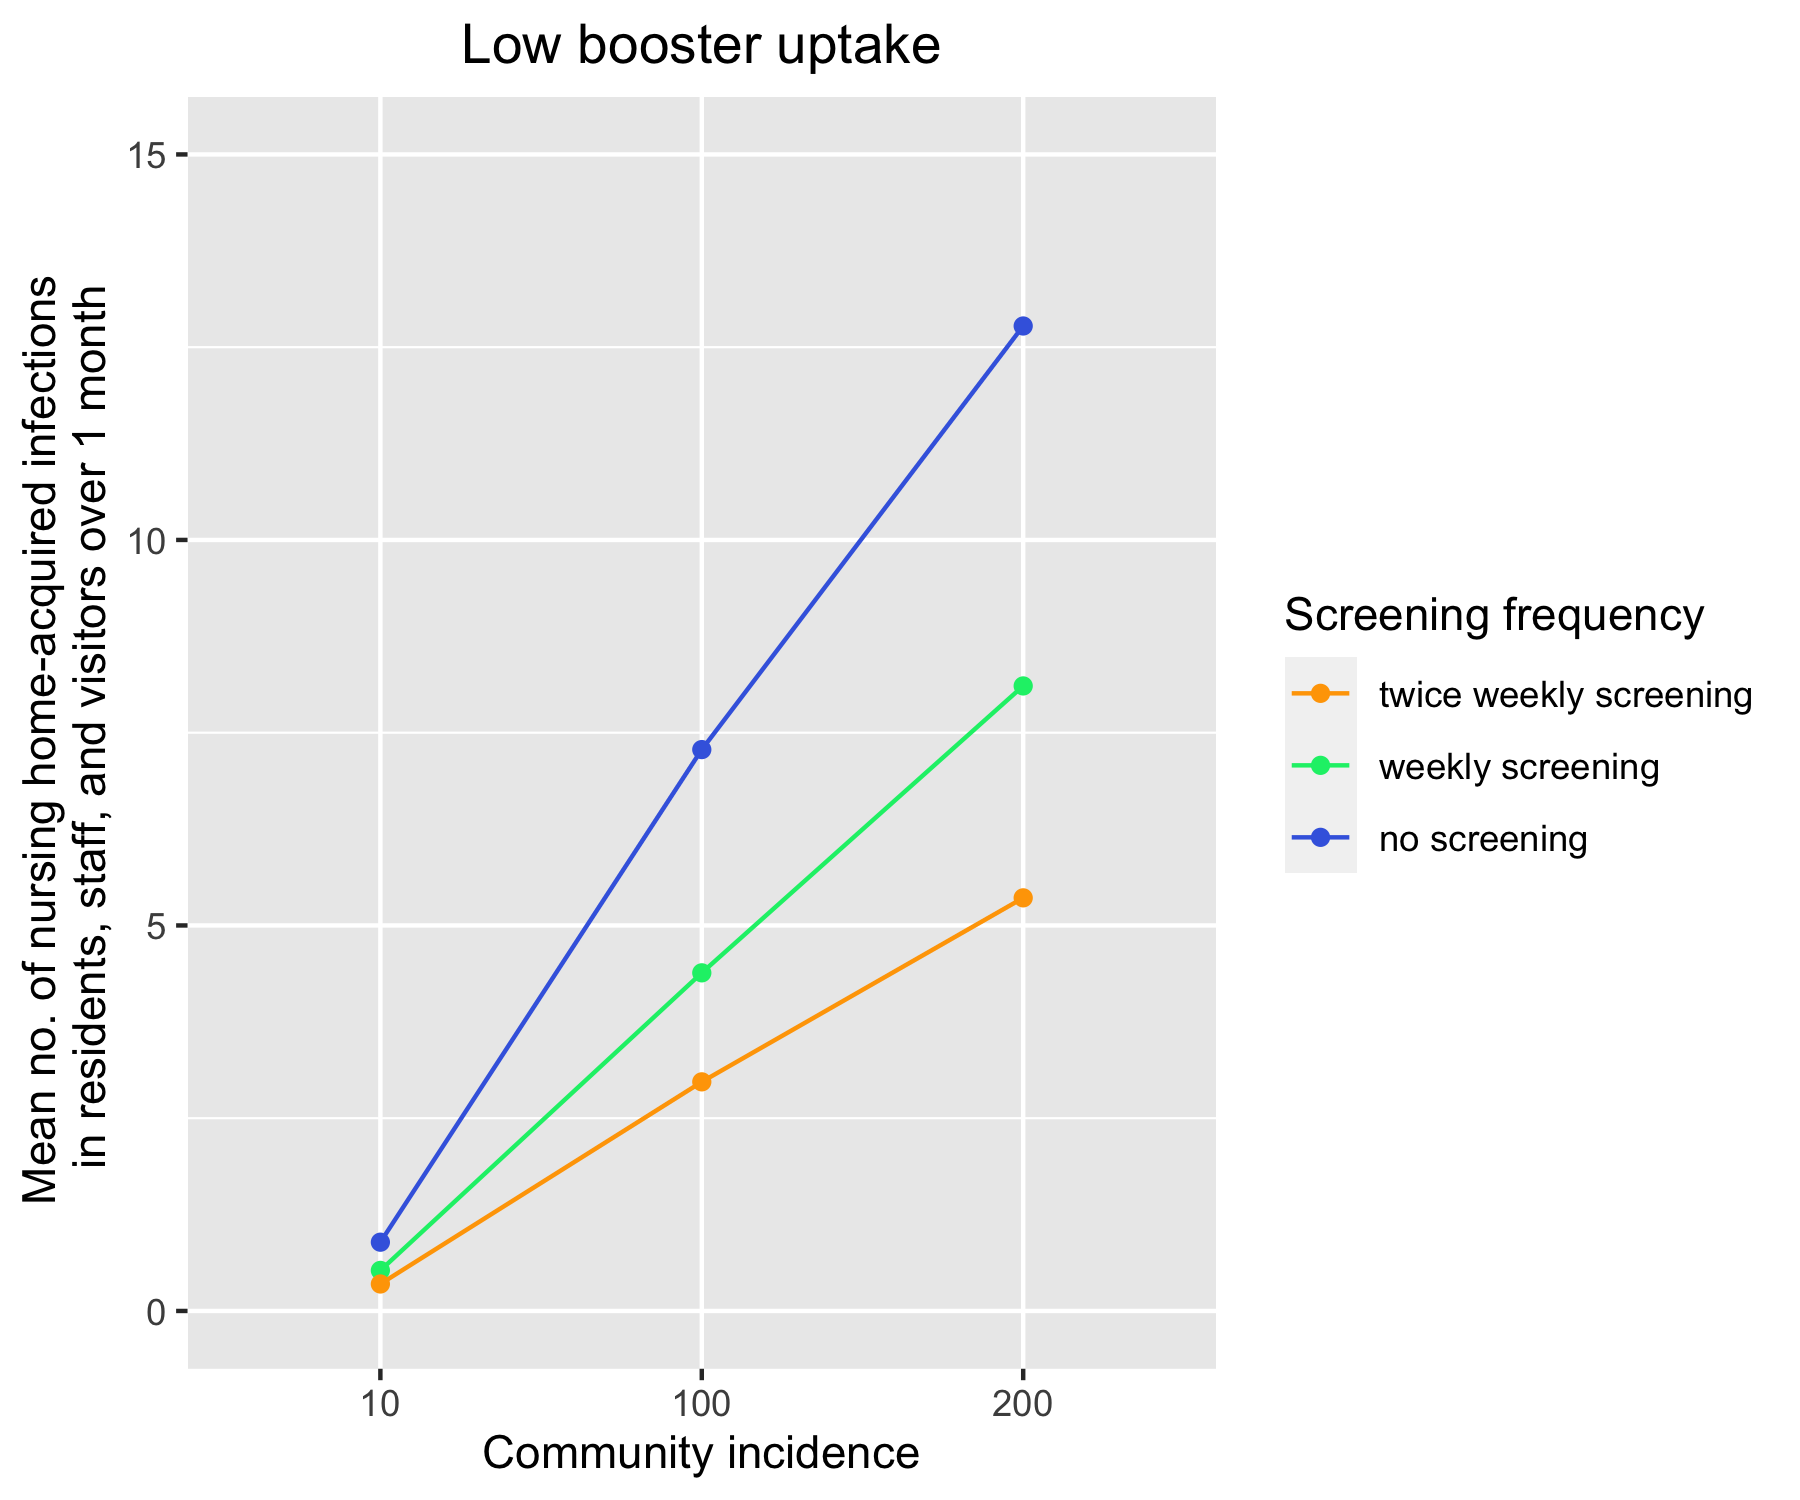 Low booster uptake
Mean no. of nursing home-acquired infections
in residents, staff, and visitors over 1 month
15
10
5
0
10
100
200
Community incidence
Screening frequency
twice weekly screening
weekly screening
no screening